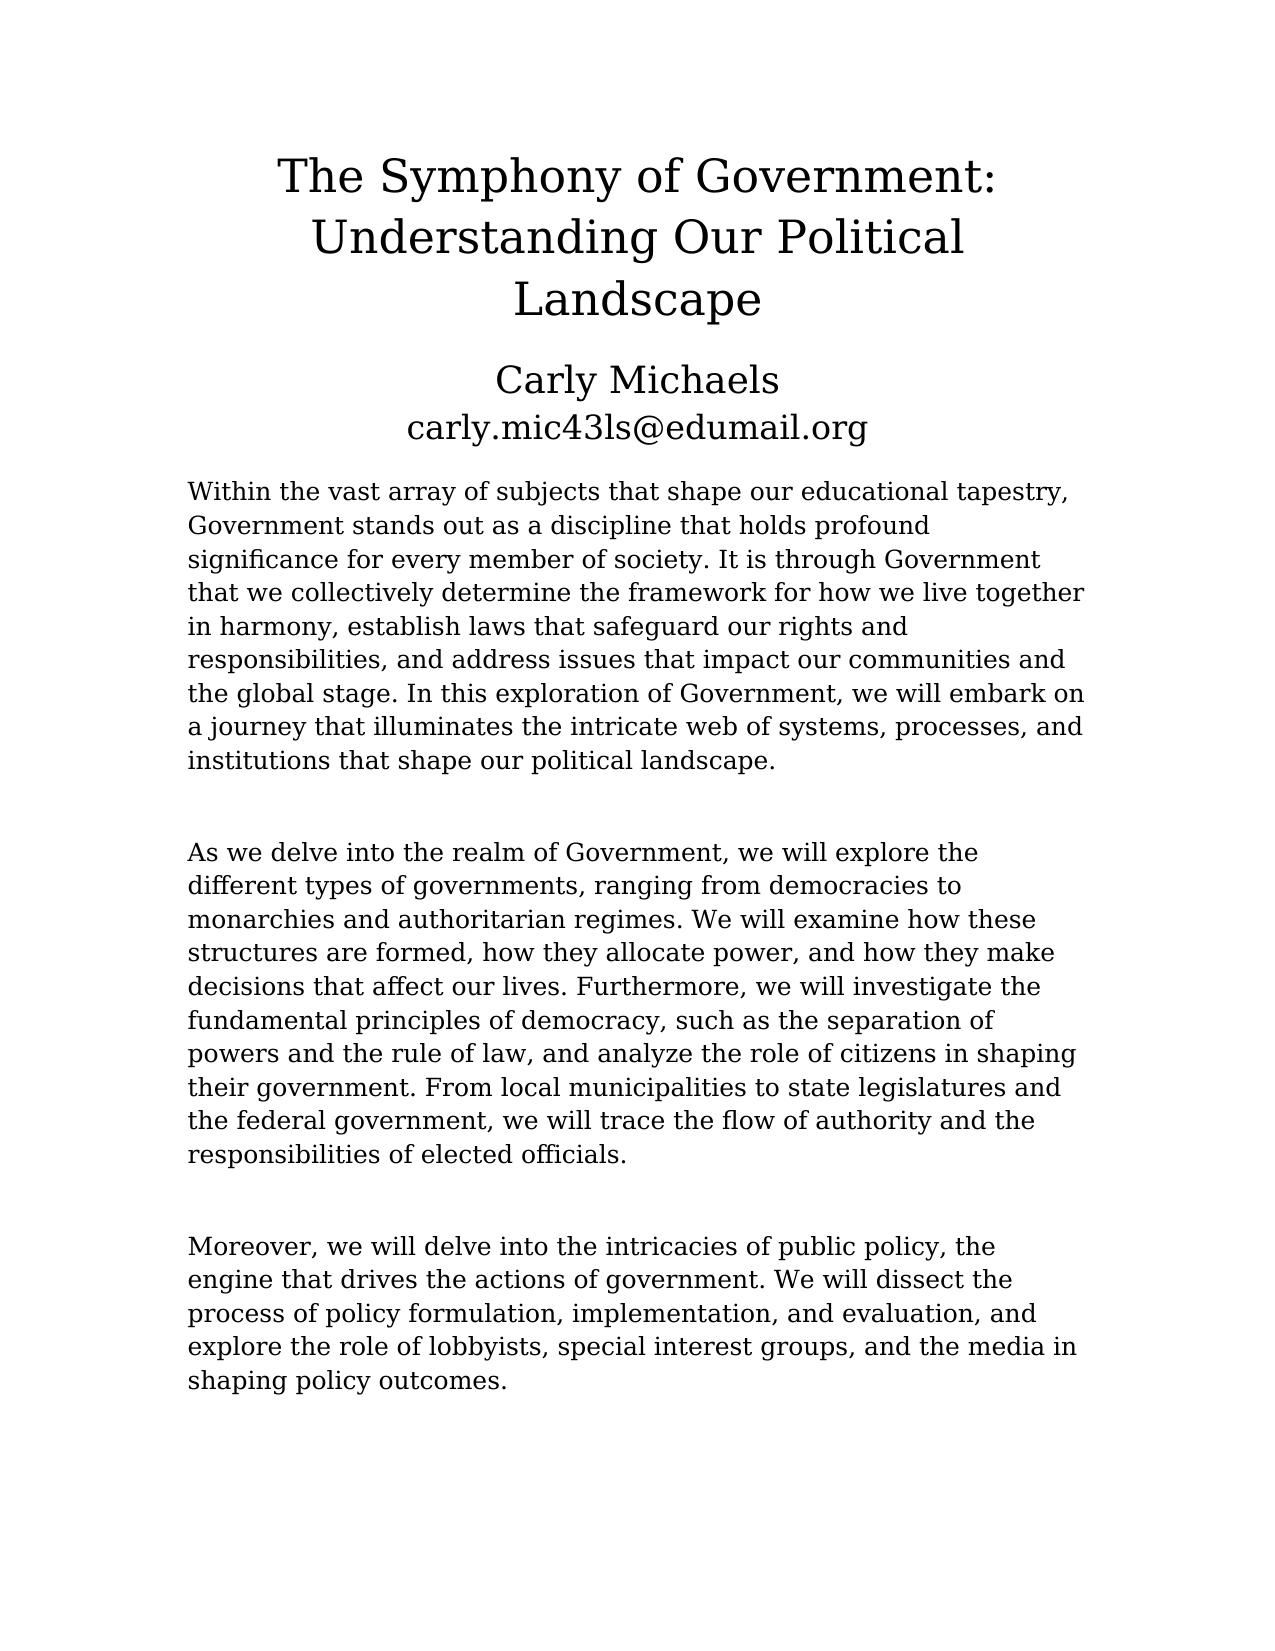 The Symphony of Government:
Understanding Our Political
Landscape
Carly Michaels
carly.mic43ls@edumail.org
Within the vast array of subjects that shape our educational tapestry,
Government stands out as a discipline that holds profound
significance for every member of society. It is through Government
that we collectively determine the framework for how we live together
in harmony, establish laws that safeguard our rights and
responsibilities, and address issues that impact our communities and
the global stage. In this exploration of Government, we will embark on
a journey that illuminates the intricate web of systems, processes, and
institutions that shape our political landscape.
As we delve into the realm of Government, we will explore the
different types of governments, ranging from democracies to
monarchies and authoritarian regimes. We will examine how these
structures are formed, how they allocate power, and how they make
decisions that affect our lives. Furthermore, we will investigate the
fundamental principles of democracy, such as the separation of
powers and the rule of law, and analyze the role of citizens in shaping
their government. From local municipalities to state legislatures and
the federal government, we will trace the flow of authority and the
responsibilities of elected officials.
Moreover, we will delve into the intricacies of public policy, the
engine that drives the actions of government. We will dissect the
process of policy formulation, implementation, and evaluation, and
explore the role of lobbyists, special interest groups, and the media in
shaping policy outcomes.